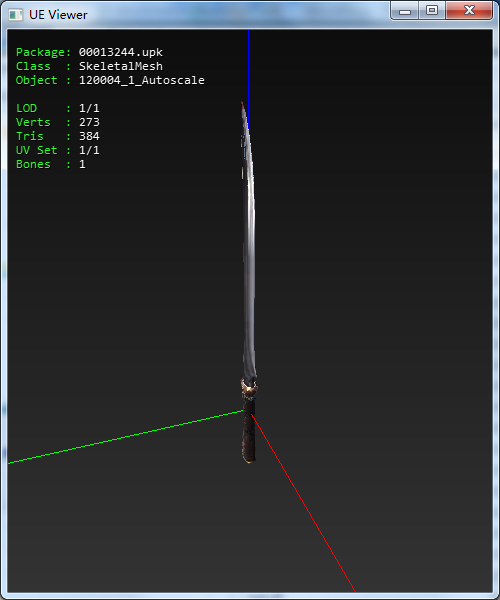 UE Viewer
Package: 00013244.upk
Class  : SkeletalMesh
Object : 120004_1_Autoscale
LOD    : 1/1
Verts  : 273
Tris   : 384
UV Set : 1/1
Bones  : 1